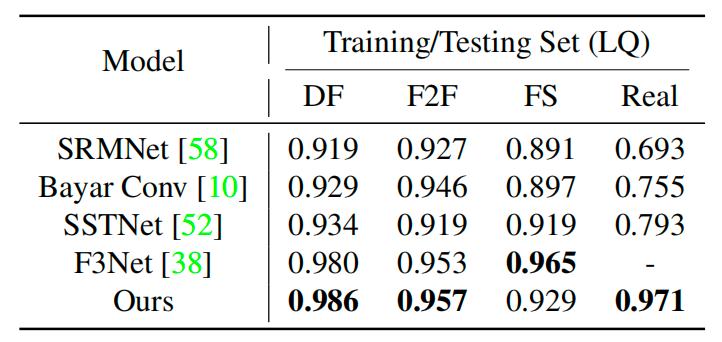 Model Training/Testing Set (LQ)
DF F2F FS Real
SRMNet [58] 0.919 0.927 0.891 0.693
Bayar Conv [10] 0.929 0.946 0.897 0.755
SSTNet [52] 0.934 0.919 0.919 0.793
F3Net [38] 0.980 0.953 0.965 -
Ours 0.986 0.957 0.929 0.971